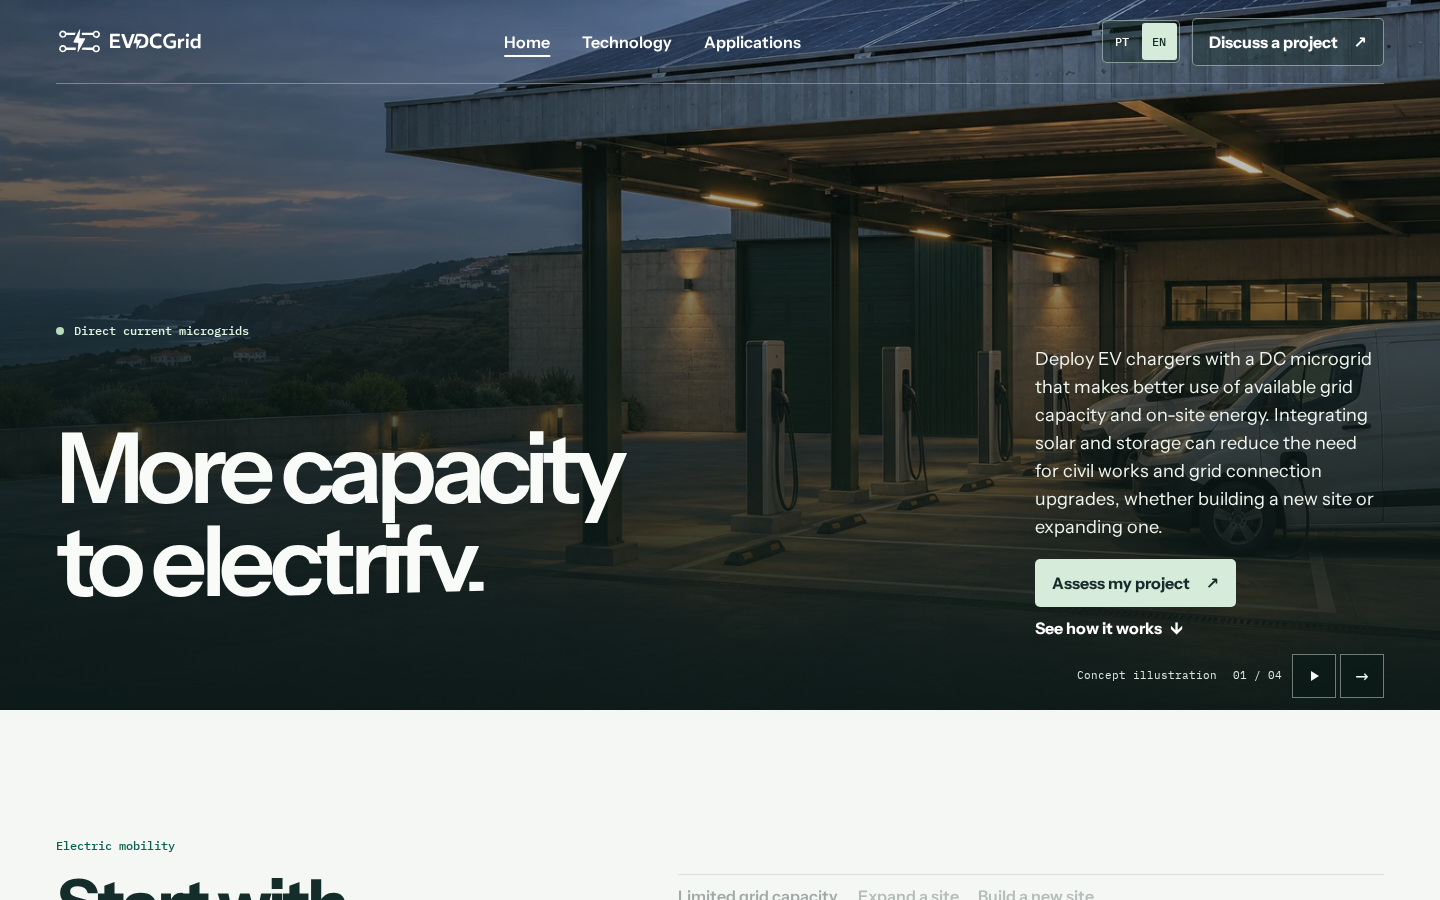 EVDCGrid
Home
Technology
Applications
PT
EN
Discuss a project ↗
Direct current microgrids
More capacity
to electrify.
Deploy EV chargers with a DC microgrid
that makes better use of available grid
capacity and on-site energy. Integrating
solar and storage can reduce the need
for civil works and grid connection
upgrades, whether building a new site or
expanding one.
Assess my project ↗
See how it works ↓
Concept illustration 01 / 04
→
Electric mobility
Start with
Limited grid capacity
Expand a site
Build a new site